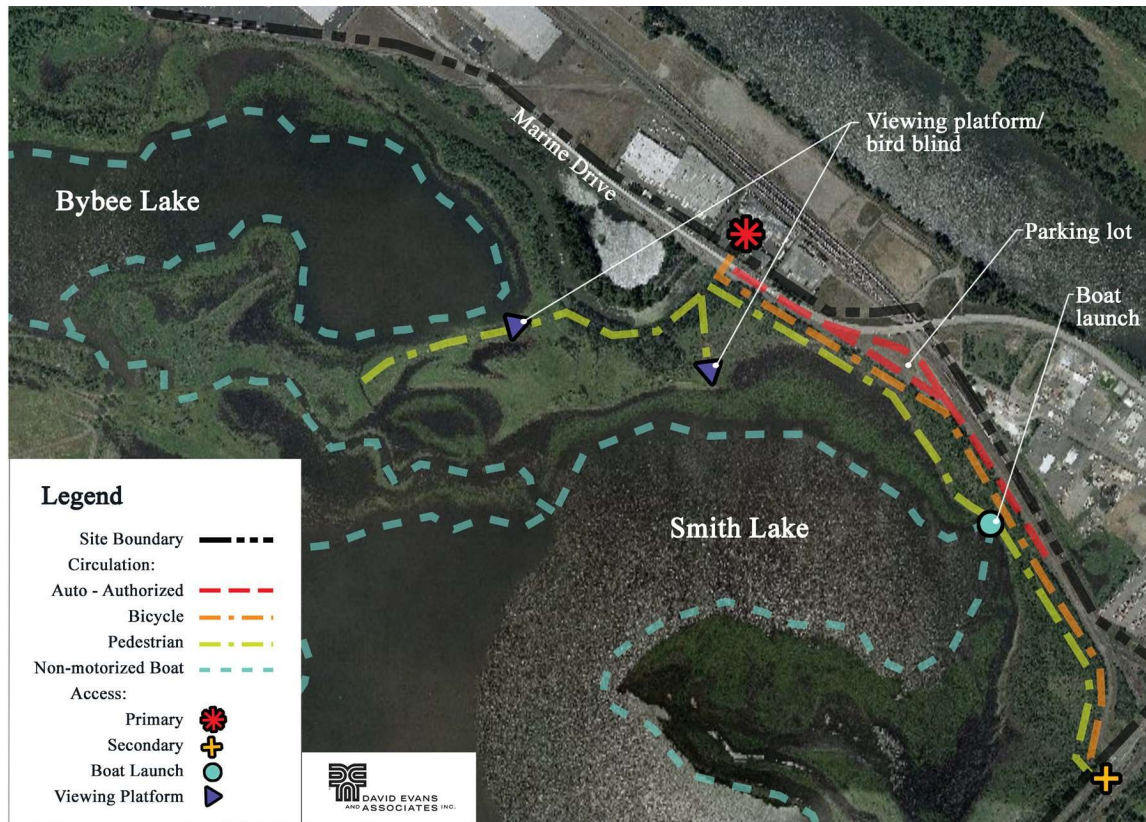 Marine Drive
Viewing platform/
bird blind
Bybee Lake
Parking lot
Boat
launch
Smith Lake
Legend
Site Boundary
Circulation:
Auto - Authorized
Bicycle
Pedestrian
Non-motorized Boat
Access:
Primary
Secondary
Boat Launch
Viewing Platform
DAVID EVANS
AND ASSOCIATES INC.